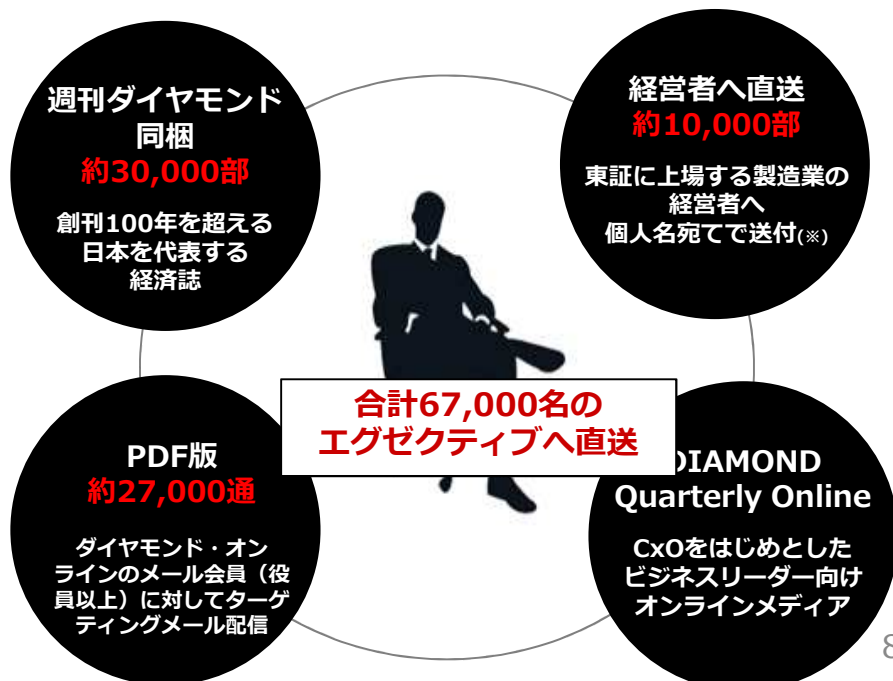 週刊ダイヤモンド
同梱
約30,000部
創刊100年を超える
日本を代表する
経済誌
経営者へ直送
約10,000部
東証に上場する製造業の
経営者へ
個人名宛てで送付(※)
合計67,000名の
エグゼクティブへ直送
PDF版
約27,000通
ダイヤモンド・オン
ラインのメール会員（役
員以上）に対してターゲ
ティングメール配信
DIAMOND
Quarterly Online
CxOをはじめとした
ビジネスリーダー向け
オンラインメディア
8